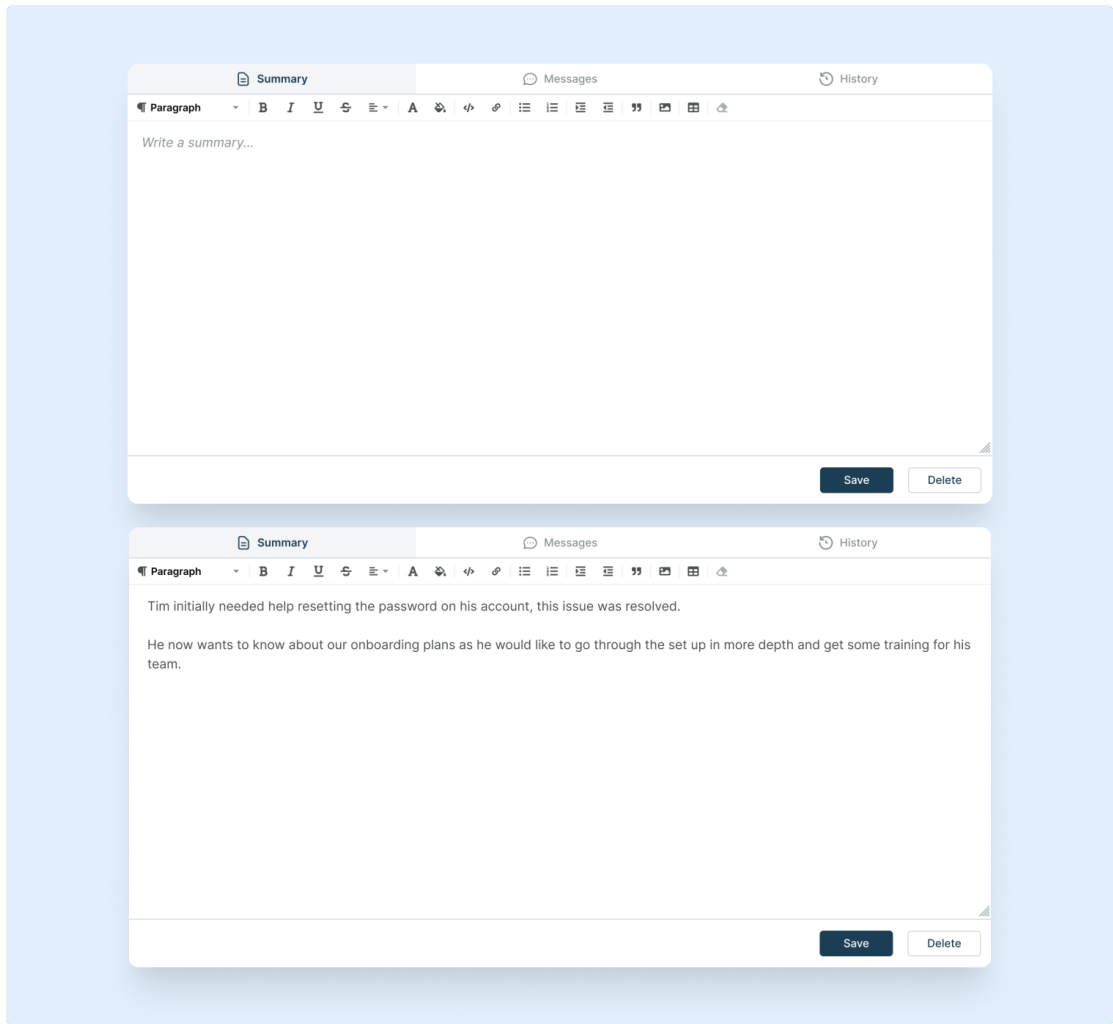 Summary Messages History
Paragraph
Write a summary...
Save Delete
Summary Messages History
Paragraph
Tim initially needed help resetting the password on his account, this issue was resolved.
He now wants to know about our onboarding plans as he would like to go through the set up in more depth and get some training for his
team.
Save Delete